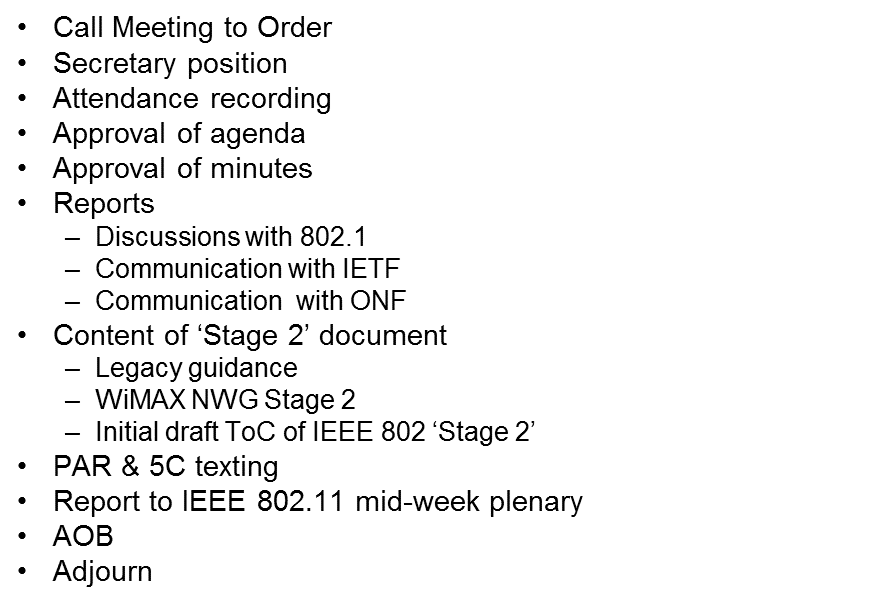 • Call Meeting to Order
• Secretary position
• Attendance recording
• Approval of agenda
• Approval of minutes
• Reports
– Discussions with 802.1
– Communication with IETF
– Communication with ONF
• Content of ‘Stage 2’ document
– Legacy guidance
– WiMAX NWG Stage 2
– Initial draft ToC of IEEE 802 ‘Stage 2’
• PAR & 5C texting
• Report to IEEE 802.11 mid-week plenary
• AOB
• Adjourn